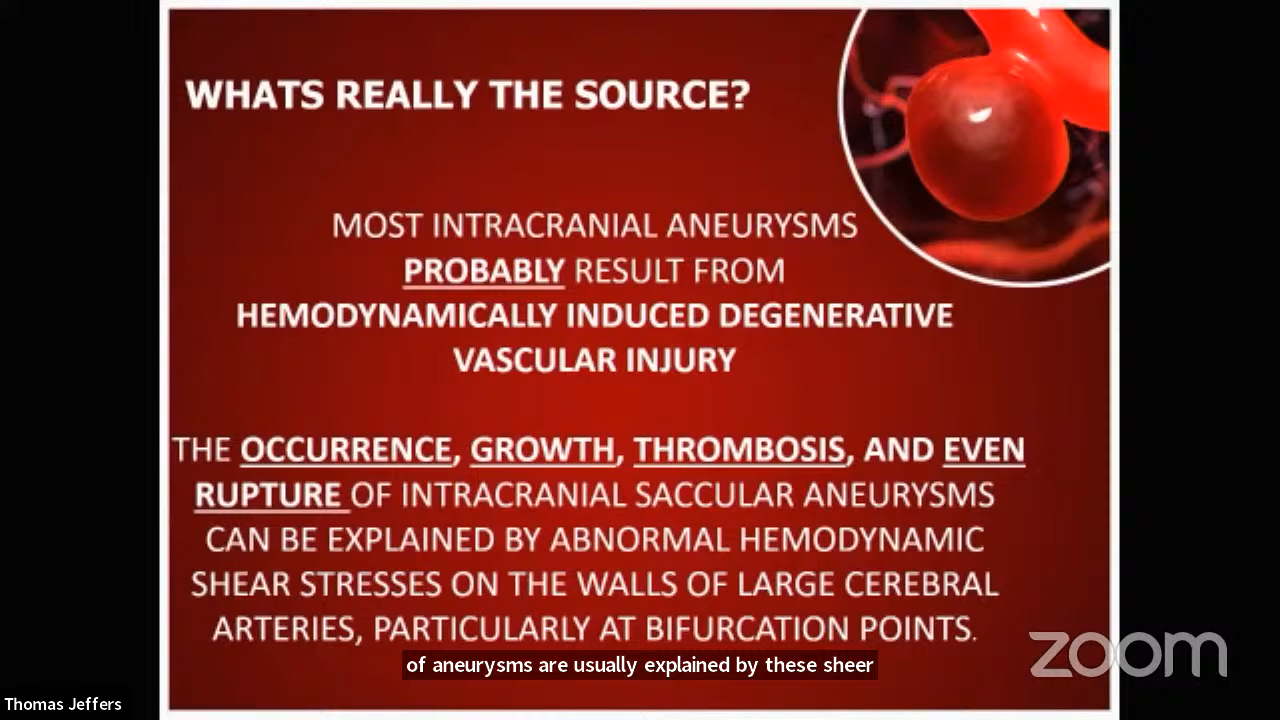 WHATS REALLY THE SOURCE?
MOST INTRACRANIAL ANEURYSMS
PROBABLY RESULT FROM
HEMODYNAMICALLY INDUCED DEGENERATIVE
VASCULAR INJURY
THE OCCURRENCE, GROWTH, THROMBOSIS, AND EVEN
RUPTURE OF INTRACRANIAL SACCULAR ANEURYSMS
CAN BE EXPLAINED BY ABNORMAL HEMODYNAMIC
SHEAR STRESSES ON THE WALLS OF LARGE CEREBRAL
ARTERIES, PARTICULARLY AT BIFURCATION POINTS.
of aneurysms are usually explained by these sheer
zoom
Thomas Jeffers